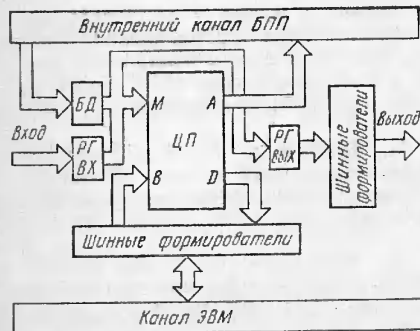 Внутренний канал БПП
БД
Вход
РГ
ВХ
М
А
ЦП
В
D
РГ
ВЫХ
Шинные
формирователи
Выход
Шинные формирователи
Канал ЭВМ